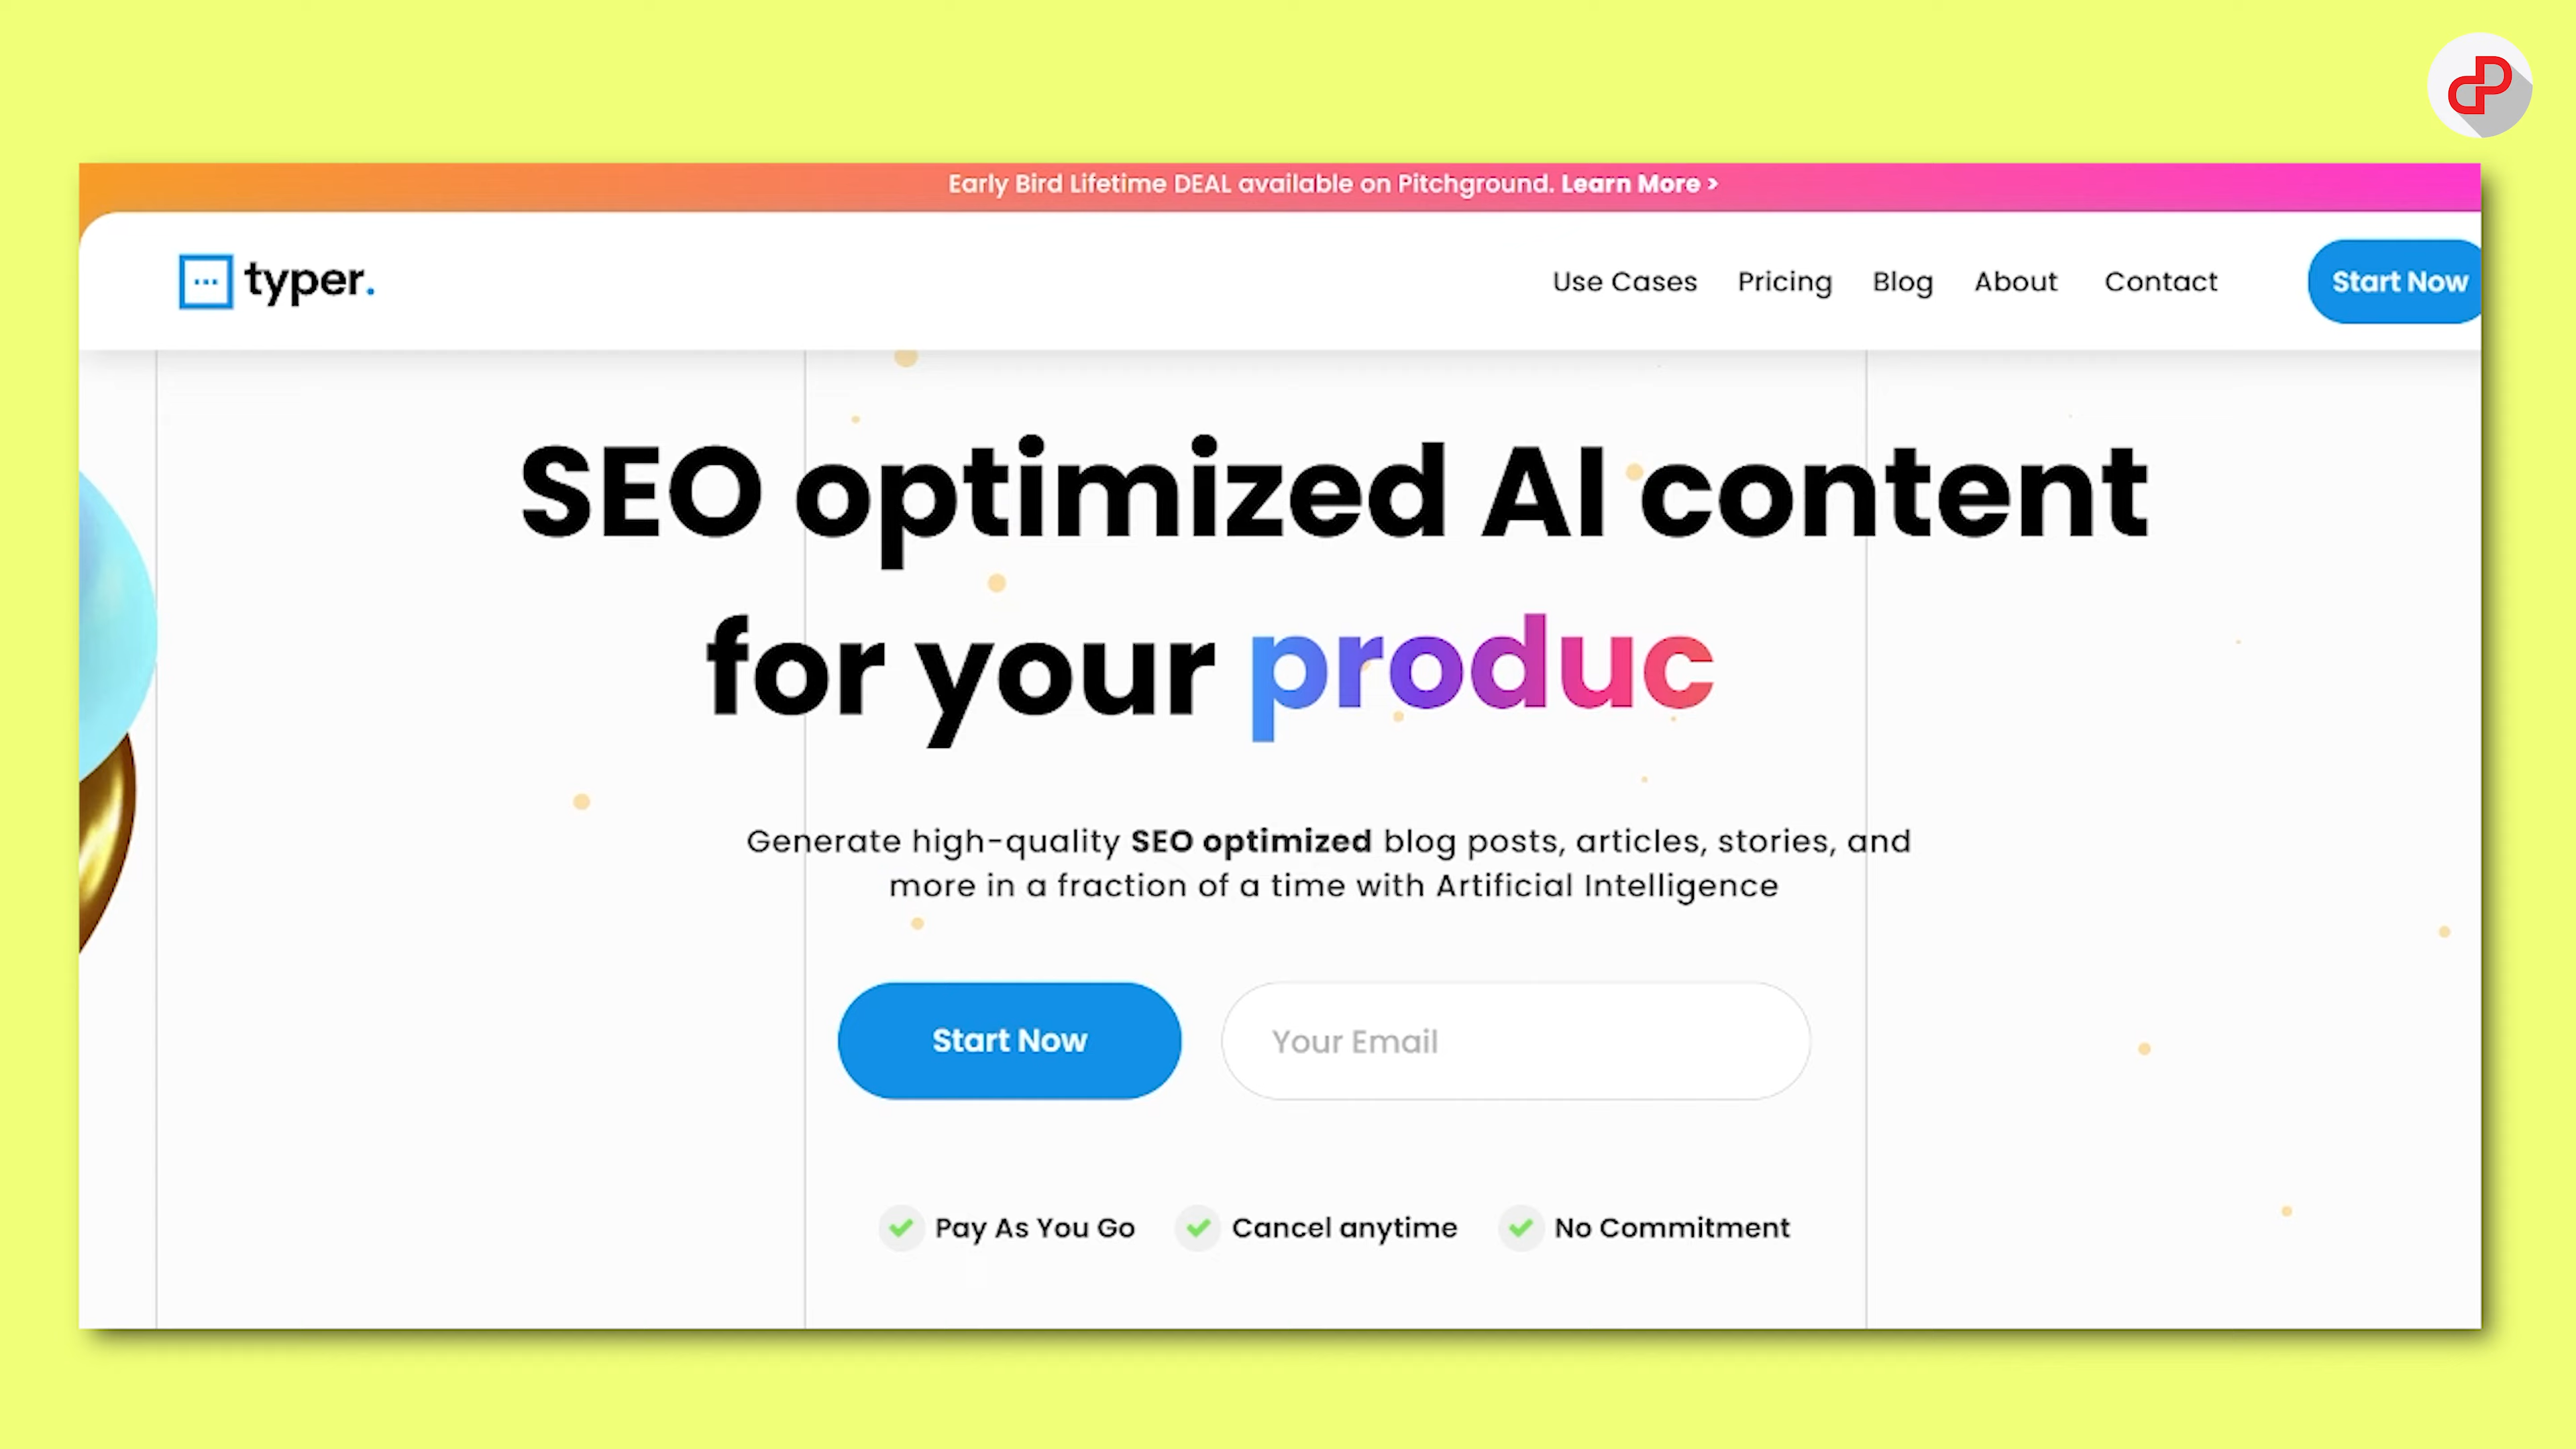 Early Bird Lifetime DEAL available on Pitchground. Learn More >
typer.
Use Cases Pricing Blog About Contact Start Now
SEO optimized AI content
for your produc
Generate high-quality SEO optimized blog posts, articles, stories, and
more in a fraction of a time with Artificial Intelligence
Start Now Your Email
Pay As You Go Cancel anytime No Commitment